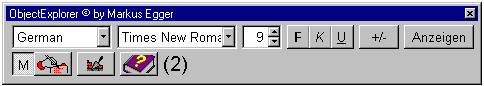 ObjectExplorer © by Markus Egger
German Times New Roma 9 F K U +/- Anzeigen
M ? (2)